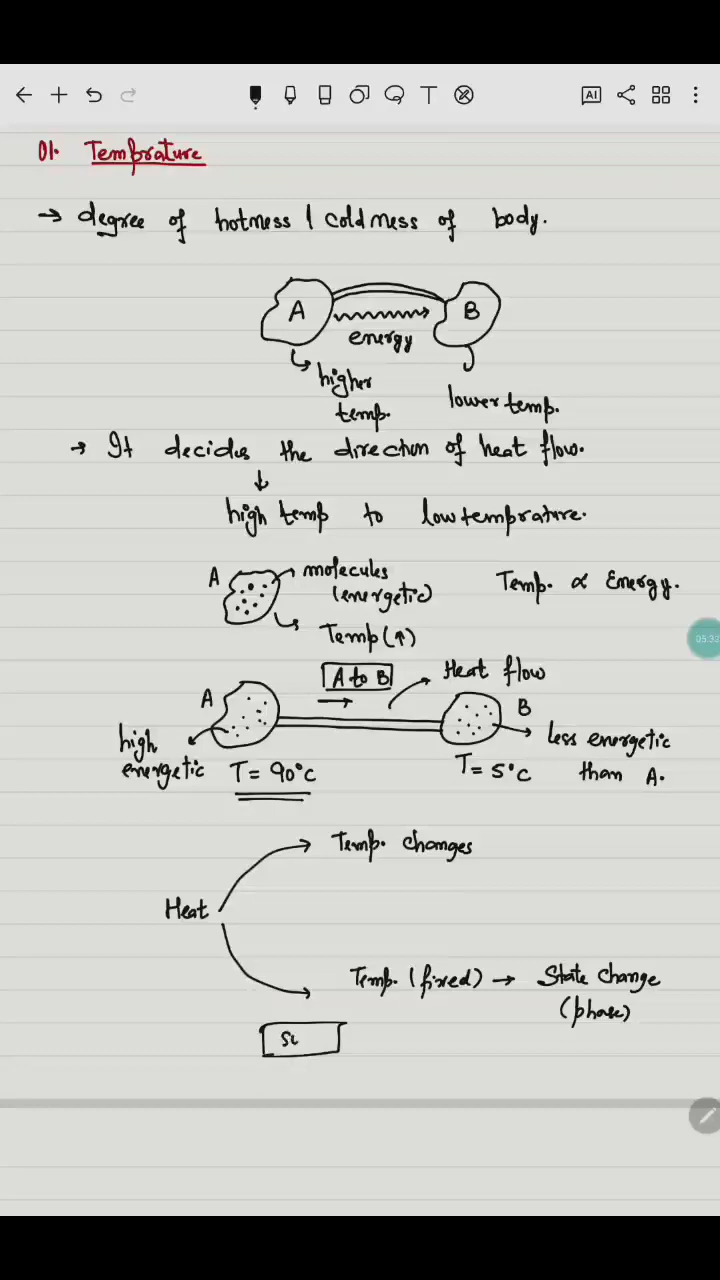 AI
01. Temprature
→ degree of hotness | coldness of body.
A
B
energy
higher temp.
lower temp.
→ It decides the direction of heat flow.
↓
high temp to low temprature.
A
molecules (energetic)
Temp. ∝ Energy.
Temp (↑)
A to B
Heat flow
A
B
high energetic
less energetic than A.
T = 90°C
T = 5°C
Temp. changes
Heat
Temp. (fixed) → State change (phase)